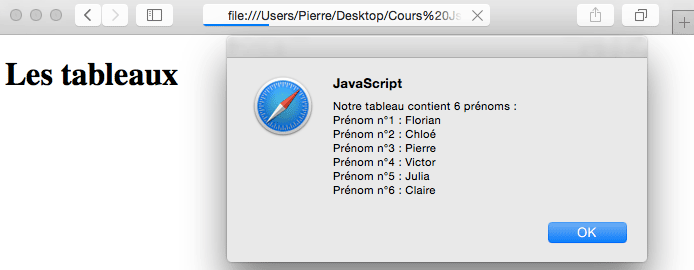 file:///Users/Pierre/Desktop/Cours%20Js
Les tableaux
JavaScript
Notre tableau contient 6 prénoms :
Prénom n°1 : Florian
Prénom n°2 : Chloé
Prénom n°3 : Pierre
Prénom n°4 : Victor
Prénom n°5 : Julia
Prénom n°6 : Claire
OK